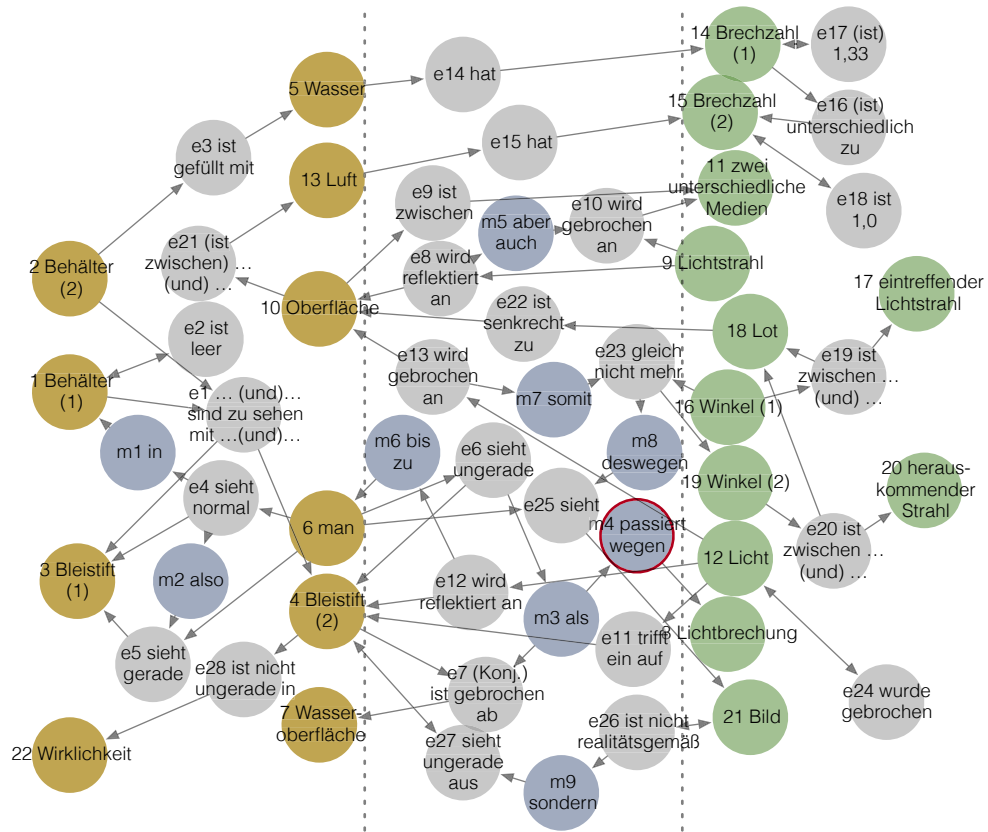 14 Brechzahl
(1)
e17 (ist)
1,33
5 Wasser
e14 hat
15 Brechzahl
(2)
e16 (ist)
unterschiedlich
zu
e3 ist
gefüllt mit
e15 hat
13 Luft
11 zwei
unterschiedliche
Medien
e9 ist
zwischen
m5 aber
auch
e10 wird
gebrochen
an
e18 ist
1,0
e21 (ist
zwischen) …
(und) …
2 Behälter
(2)
e8 wird
reflektiert
an
9 Lichtstrahl
17 eintreffender
Lichtstrahl
10 Oberfläche
e22 ist
senkrecht
zu
18 Lot
e2 ist
leer
e13 wird
gebrochen
an
e23 gleich
nicht mehr
e19 ist
zwischen …
(und) …
1 Behälter
(1)
e1 … (und)…
sind zu sehen
mit …(und)…
m7 somit
16 Winkel (1)
m1 in
m6 bis
zu
e6 sieht
ungerade
m8
deswegen
19 Winkel (2)
20 heraus-
kommender
Strahl
e4 sieht
normal
e25 sieht
6 man
m4 passiert
wegen
e20 ist
zwischen …
(und) …
3 Bleistift
(1)
m2 also
12 Licht
e12 wird
reflektiert an
4 Bleistift
(2)
m3 als
8 Lichtbrechung
e11 trifft
ein auf
e5 sieht
gerade
e28 ist nicht
ungerade in
e7 (Konj.)
ist gebrochen
ab
e24 wurde
gebrochen
7 Wasser-
oberfläche
e26 ist nicht
realitätsgemäß
21 Bild
22 Wirklichkeit
e27 sieht
ungerade
aus
m9
sondern